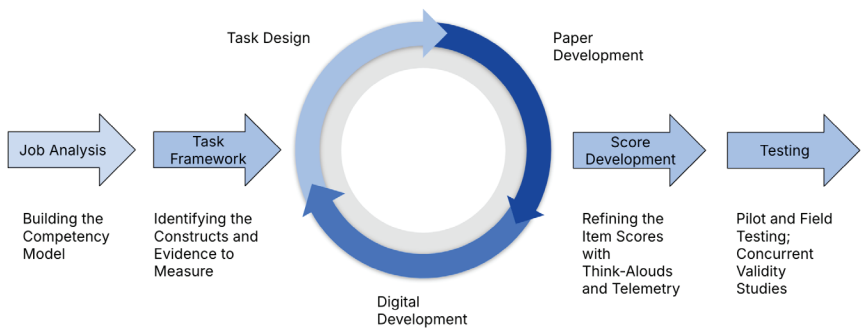 Task Design
Paper
Development
Job Analysis
Task
Framework
Score
Development
Testing
Building the
Competency
Model
Identifying the
Constructs and
Evidence to
Measure
Refining the
Item Scores
with
Think-Alouds
and Telemetry
Pilot and Field
Testing;
Concurrent
Validity
Studies
Digital
Development